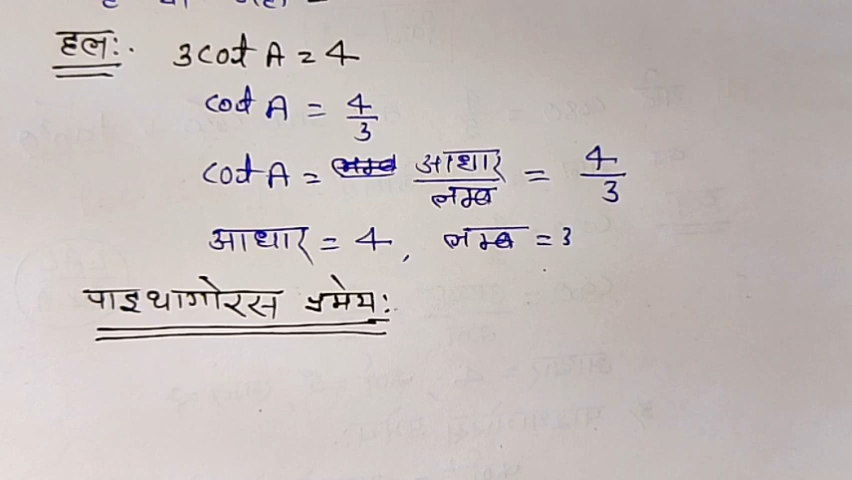 हल:.  3cot A = 4
cot A = 4/3
cot A = आधार/लम्ब = 4/3
आधार = 4, लम्ब = 3
पाइथागोरस प्रमेय:.